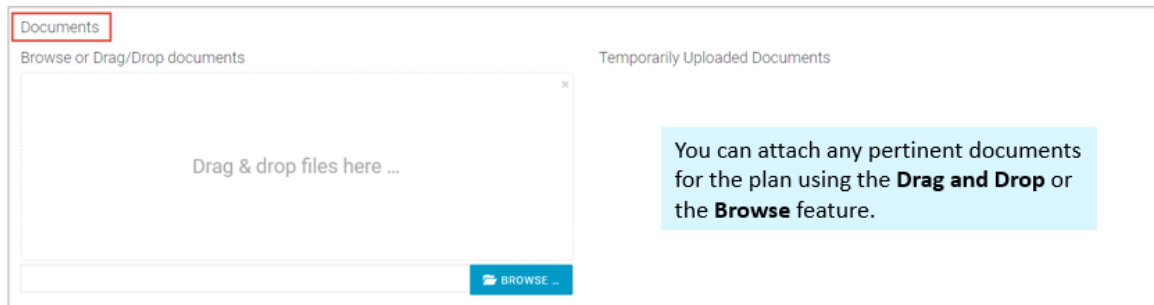 Documents
Browse or Drag/Drop documents
Temporarily Uploaded Documents
×
Drag & drop files here ...
You can attach any pertinent documents
for the plan using the Drag and Drop or
the Browse feature.
BROWSE ...